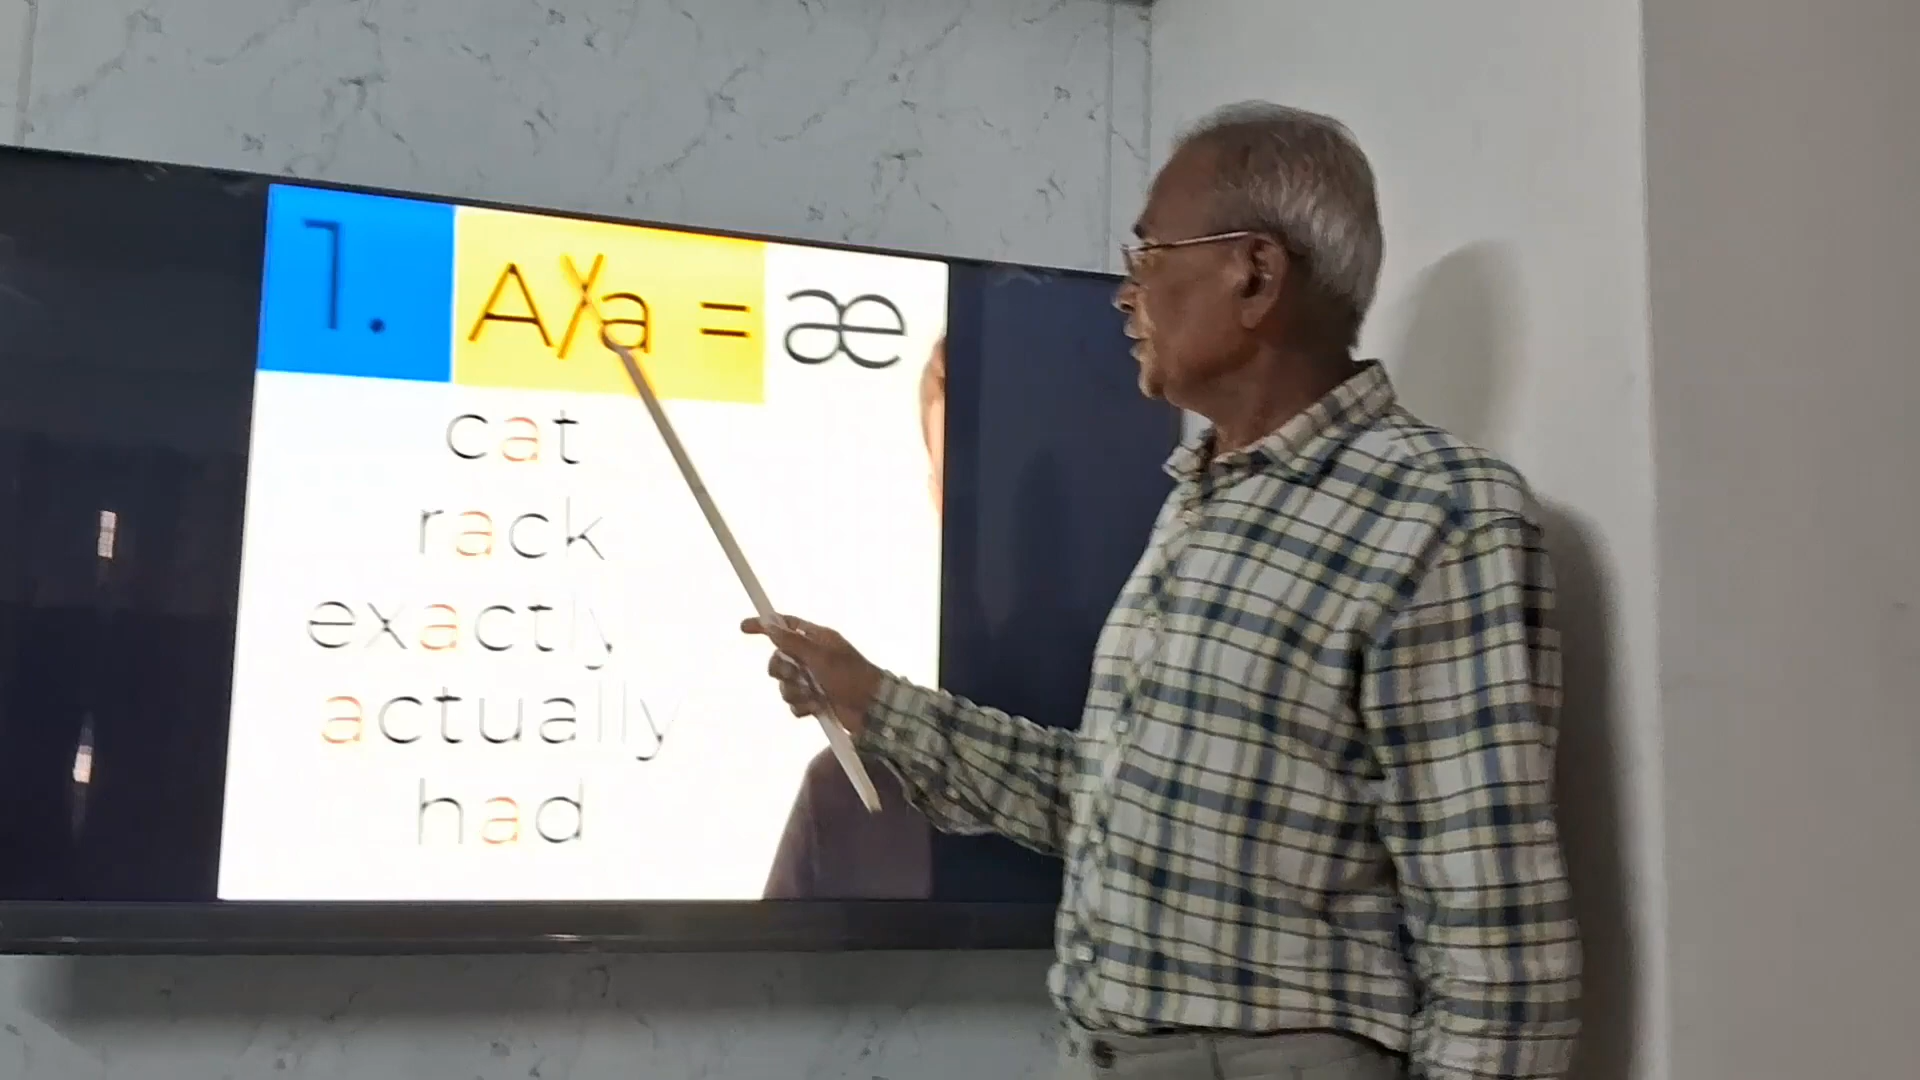 1. A/a = æ
cat
rack
exactly
actually
had